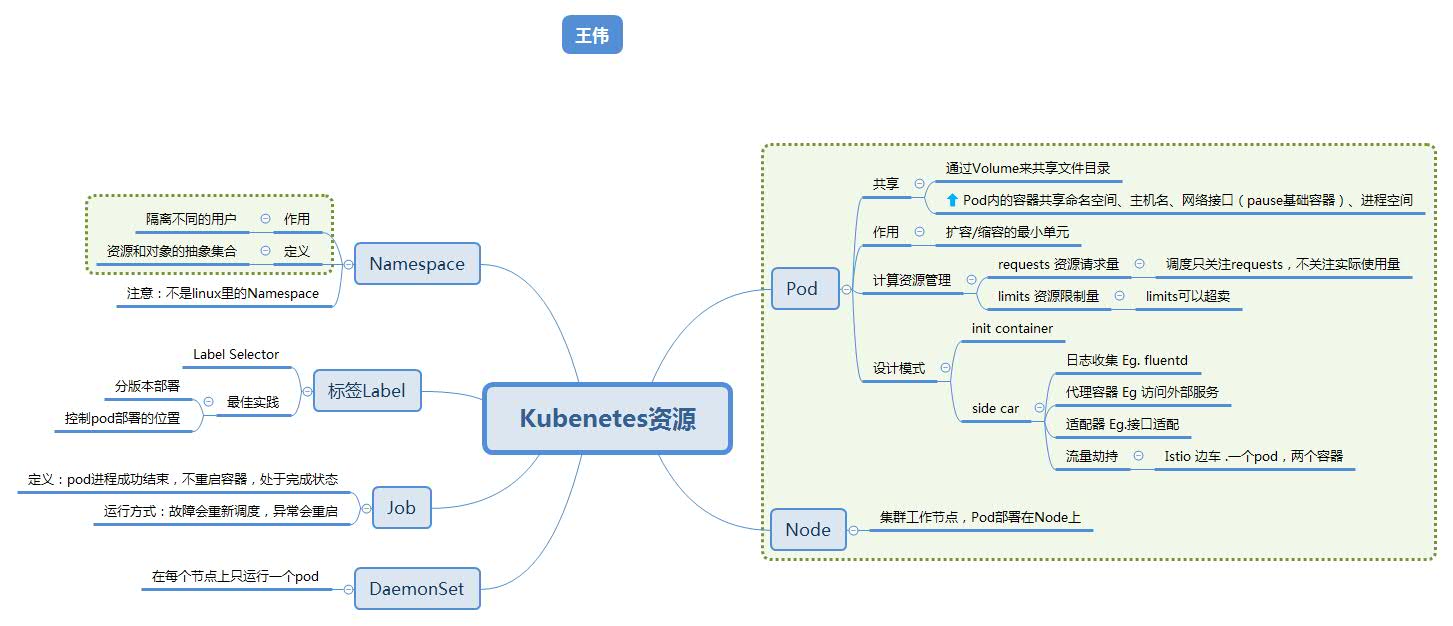 王伟
Kubenetes资源
Namespace
作用
隔离不同的用户
定义
资源和对象的抽象集合
注意：不是linux里的Namespace
标签Label
Label Selector
最佳实践
分版本部署
控制pod部署的位置
Job
定义：pod进程成功结束，不重启容器，处于完成状态
运行方式：故障会重新调度，异常会重启
DaemonSet
在每个节点上只运行一个pod
Pod
共享
通过Volume来共享文件目录
Pod内的容器共享命名空间、主机名、网络接口（pause基础容器）、进程空间
作用
扩容/缩容的最小单元
计算资源管理
requests 资源请求量
调度只关注requests，不关注实际使用量
limits 资源限制量
limits可以超卖
设计模式
init container
side car
日志收集 Eg. fluentd
代理容器 Eg 访问外部服务
适配器 Eg.接口适配
流量劫持
Istio 边车 .一个pod，两个容器
Node
集群工作节点，Pod部署在Node上